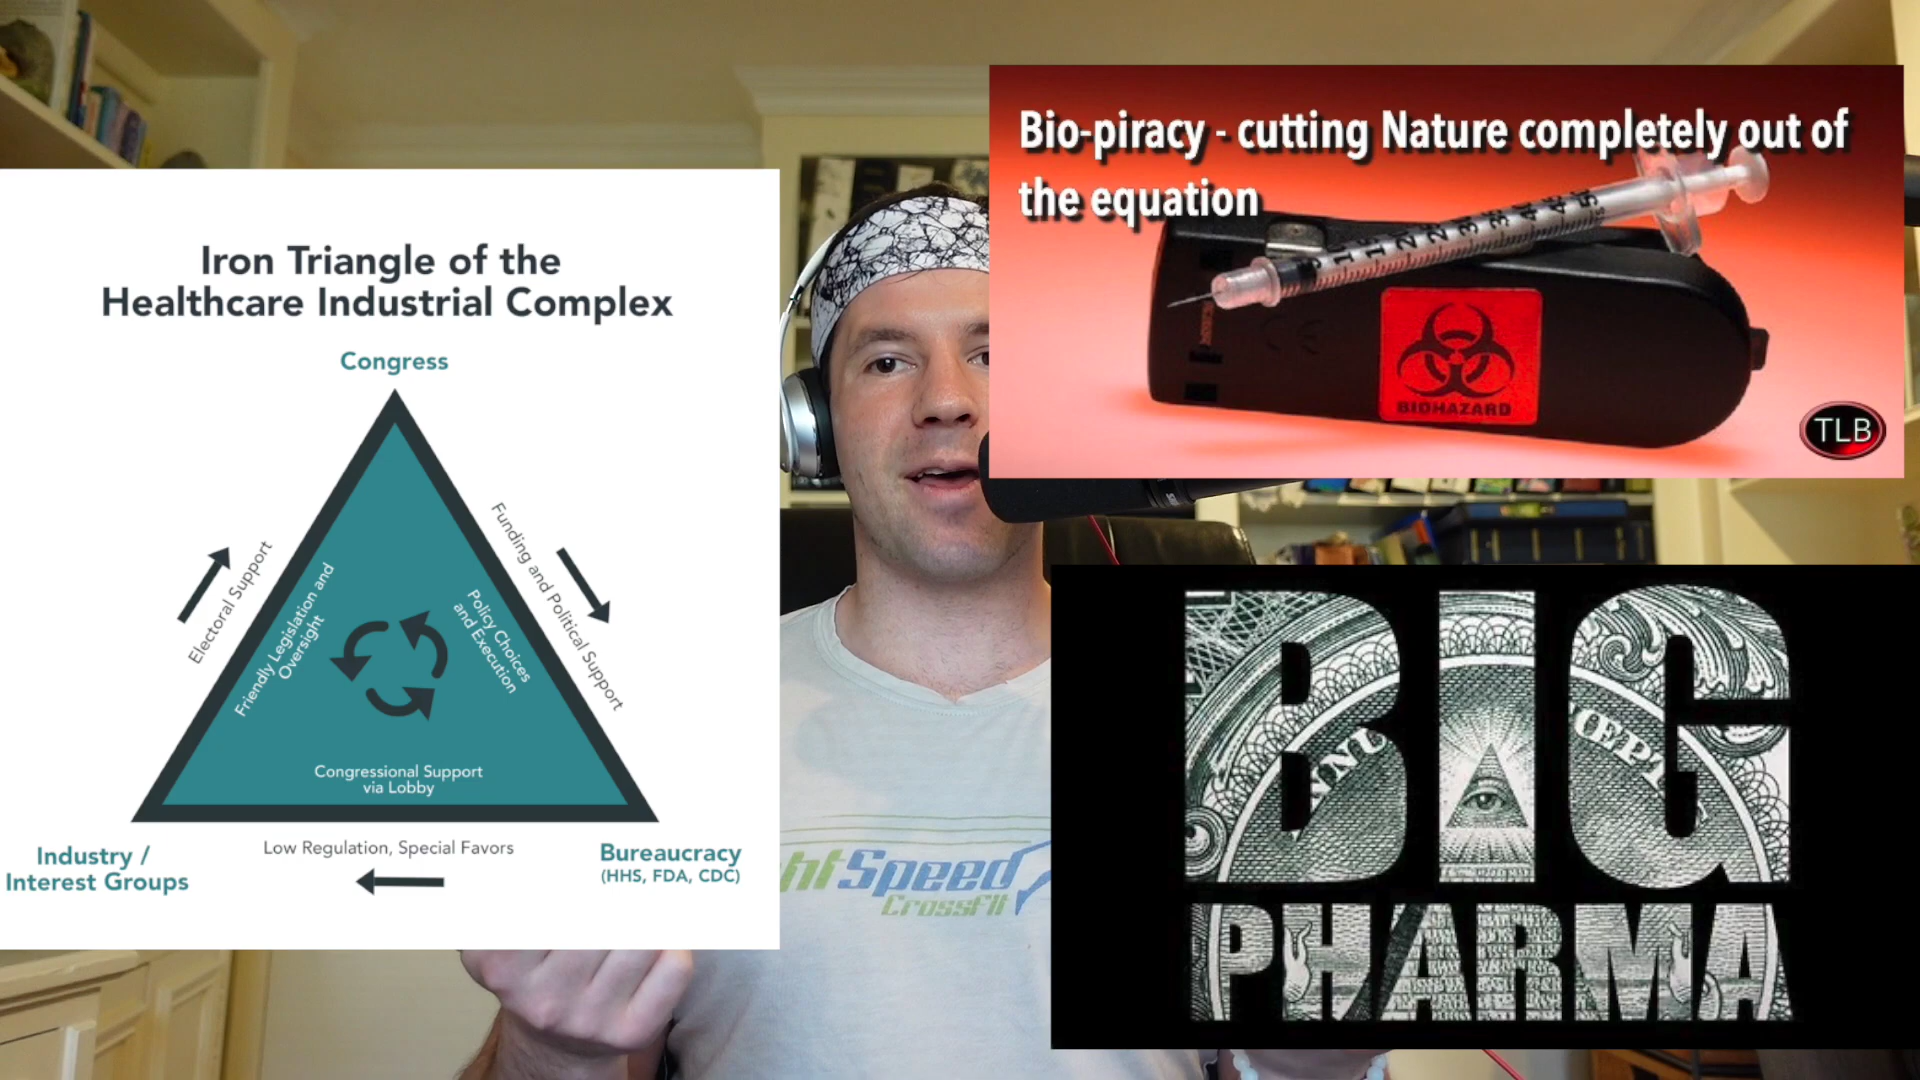 Iron Triangle of the
Healthcare Industrial Complex
Congress
Electoral Support
Friendly Legislation and
Oversight
Policy Choices
and Execution
Funding and Political Support
Congressional Support
via Lobby
Low Regulation, Special Favors
Industry /
Interest Groups
Bureaucracy
(HHS, FDA, CDC)
Bio-piracy - cutting Nature completely out of
the equation
BIOHAZARD
TLB
BIG
PHARMA
htSpeed
CrossFit